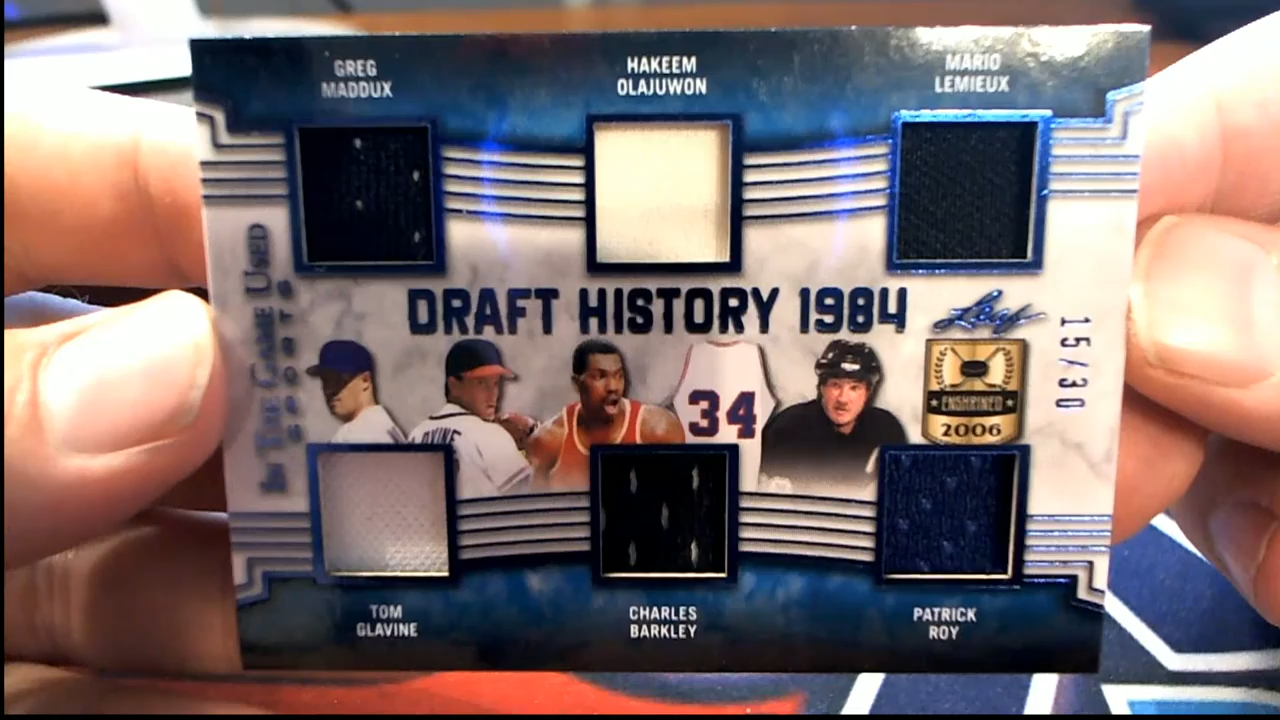 GREG
MADDUX
HAKEEM
OLAJUWON
MARIO
LEMIEUX
IN THE GAME USED
SPORTS
DRAFT HISTORY 1984
Leaf
15/30
34
LAVINE
ENSHRINED
2006
TOM
GLAVINE
CHARLES
BARKLEY
PATRICK
ROY